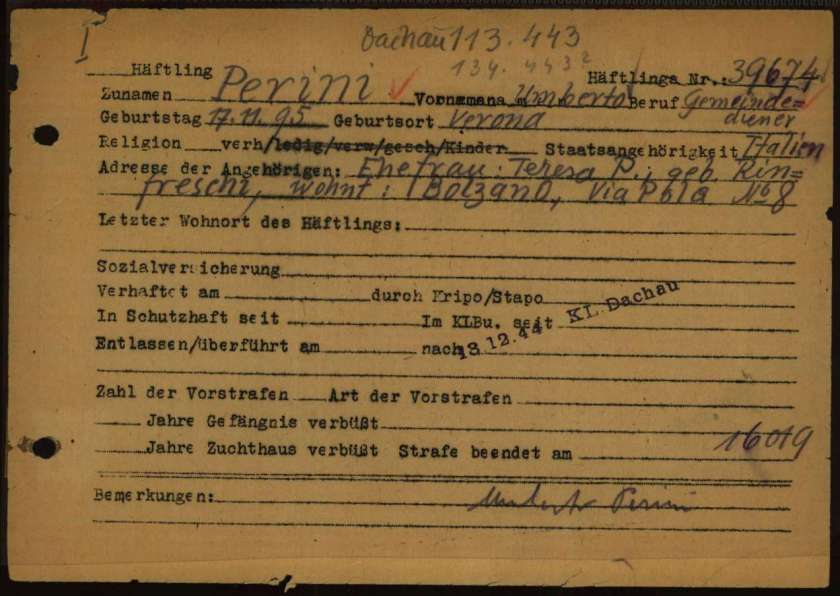 I
Dachau 113.443
134.443?
Häftling Häftlings Nr.: 39674
Zunamen Perini Vornamena Umberto Beruf Gemeinde=
diener
Geburtstag 17.11.95 Geburtsort Verona
Religion verh/ledig/verw/gesch/Kinder Staatsangehörigkeit Italien
Adresse der Angehörigen: Ehefrau: Teresa P., geb. Rin=
freschi, wohnt: Bolzano, Via Pola No 8
Letzter Wohnort des Häftlings:
Sozialversicherung
Verhaftet am durch Kripo/Stapo
In Schutzhaft seit Im KLBu. seit
13.12.44 KL. Dachau
Entlassen/überführt am nach
Zahl der Vorstrafen Art der Vorstrafen
Jahre Gefängnis verbüßt
Jahre Zuchthaus verbüßt Strafe beendet am
16019
Bemerkungen: Umberto Perini